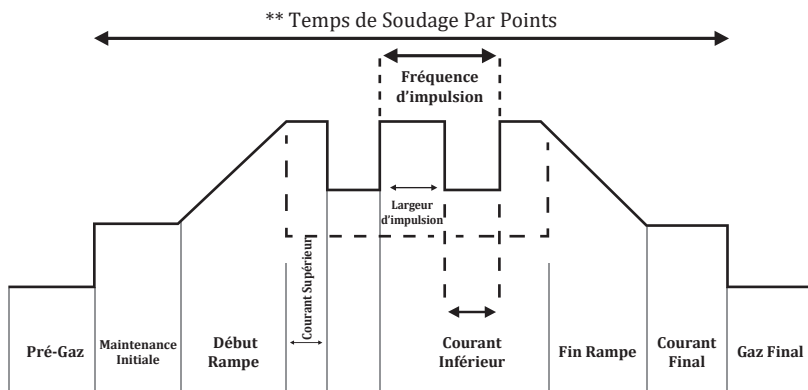 ** Temps de Soudage Par Points
Fréquence
d'impulsion
Largeur
d'impulsion
Courant Supérieur
Pré-Gaz
Maintenance
Initiale
Début
Rampe
Courant
Inférieur
Fin Rampe
Courant
Final
Gaz Final